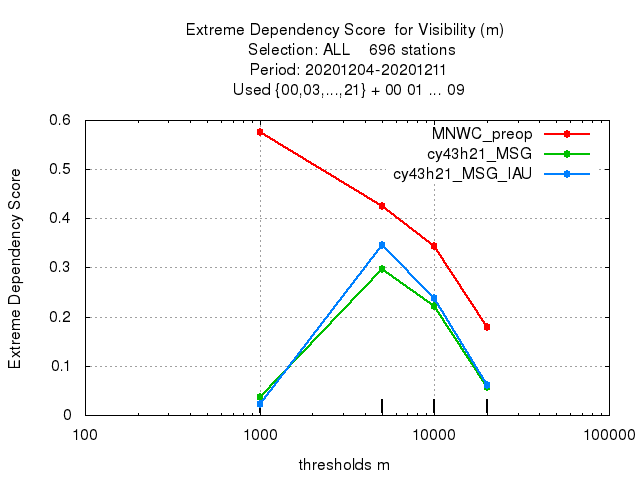 Extreme Dependency Score  for Visibility (m)
Selection: ALL    696 stations
Period: 20201204-20201211
Used {00,03,...,21} + 00 01 ... 09
MNWC_preop
cy43h21_MSG
cy43h21_MSG_IAU
Extreme Dependency Score
0.6
0.5
0.4
0.3
0.2
0.1
0
100 1000 10000 100000
thresholds m